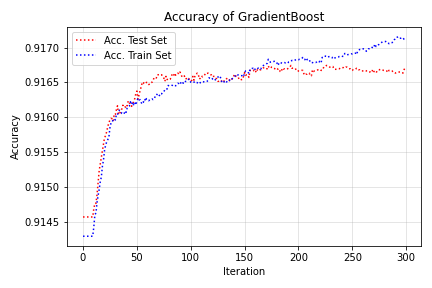 Accuracy of GradientBoost
Acc. Test Set
Acc. Train Set
Accuracy
0.9170
0.9165
0.9160
0.9155
0.9150
0.9145
0 50 100 150 200 250 300
Iteration